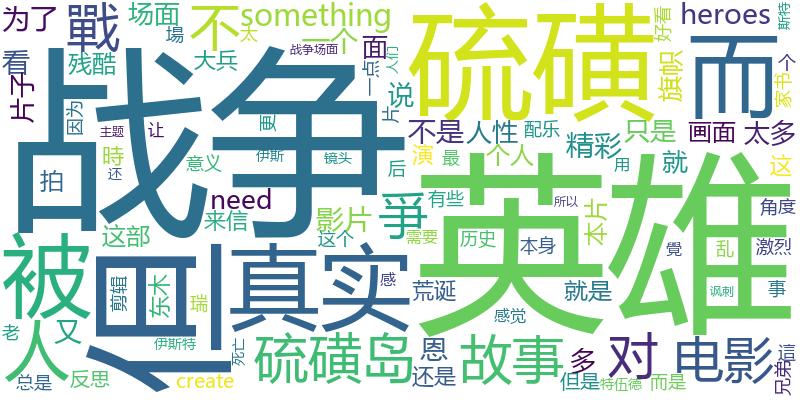 为了
戰
场面
不
something
一个
面
硫磺
旗帜
好看
heroes
斯特
而
看
片子
残酷
塲
大兵
太
战争场面
一点
片
人们
说
个
家书
战争
因为
主题
让
更
还
時
意义
伊斯
镜头
后
不是
人性
配乐
演
最
个人
精彩
只是
就
画面
太多
这
用
拍
need
来信
影片
爭
有些
英雄
所以
本片
角度
这部
这个
需要
历史
本身
覺
乱
激烈
被
但
真实
感
荒诞
就是
感觉
讽刺
事
剪辑
东木
瑞
人
又
老
伊斯特
死亡
硫磺岛
恩
故事
多
对
电影
兄弟
這
信
总是
反思
create
还是
但是
特伍德
而是